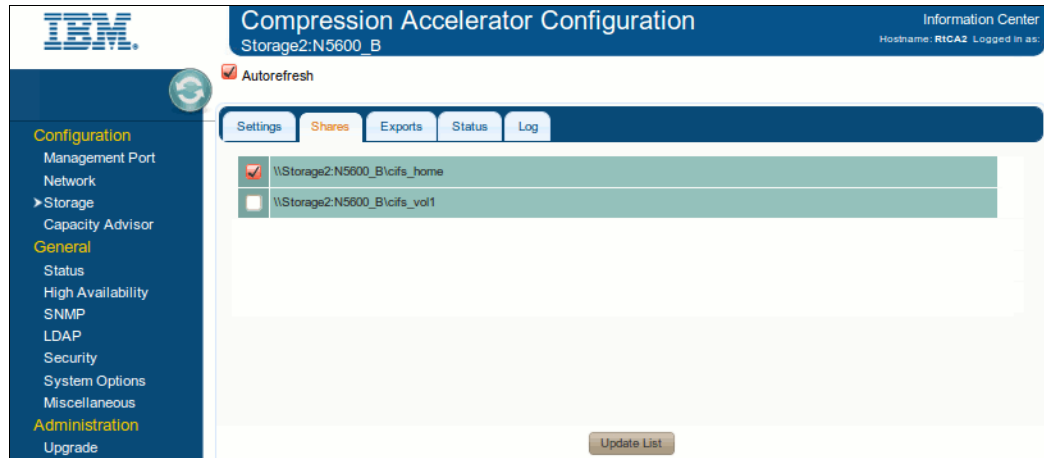 IBM.
Compression Accelerator Configuration
Storage2:N5600_B
Information Center
Hostname: RtCA2 Logged in as:
Autorefresh
Settings Shares Exports Status Log
\\Storage2:N5600_B\cifs_home
\\Storage2:N5600_B\cifs_vol1
Update List
Configuration
Management Port
Network
Storage
Capacity Advisor
General
Status
High Availability
SNMP
LDAP
Security
System Options
Miscellaneous
Administration
Upgrade